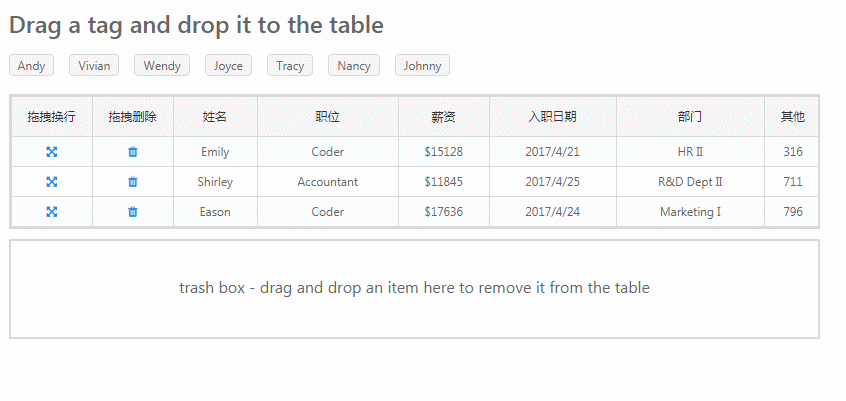 Drag a tag and drop it to the table
Andy Vivian Wendy Joyce Tracy Nancy Johnny
拖拽换行 拖拽删除 姓名 职位 薪资 入职日期 部门 其他
Emily Coder $15128 2017/4/21 HR II 316
Shirley Accountant $11845 2017/4/25 R&D Dept II 711
Eason Coder $17636 2017/4/24 Marketing I 796
trash box - drag and drop an item here to remove it from the table